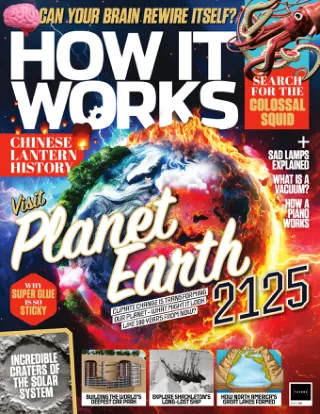 CAN YOUR BRAIN REWIRE ITSELF?
HOW IT
WORKS
SEARCH
FOR THE
COLOSSAL
SQUID
CHINESE
LANTERN
HISTORY
+
SAD LAMPS
EXPLAINED
WHAT IS A
VACUUM?
HOW A
PIANO
WORKS
Visit
Planet
Earth
2125
CLIMATE CHANGE IS TRANSFORMING
OUR PLANET – WHAT MIGHT IT LOOK
LIKE 100 YEARS FROM NOW?
WHY
SUPER GLUE
IS SO
STICKY
INCREDIBLE
CRATERS OF
THE SOLAR
SYSTEM
BUILDING THE WORLD'S
DEEPEST CAR PARK
EXPLORE SHACKLETON'S
LONG-LOST SHIP
HOW NORTH AMERICA'S
GREAT LAKES FORMED
FUTURE